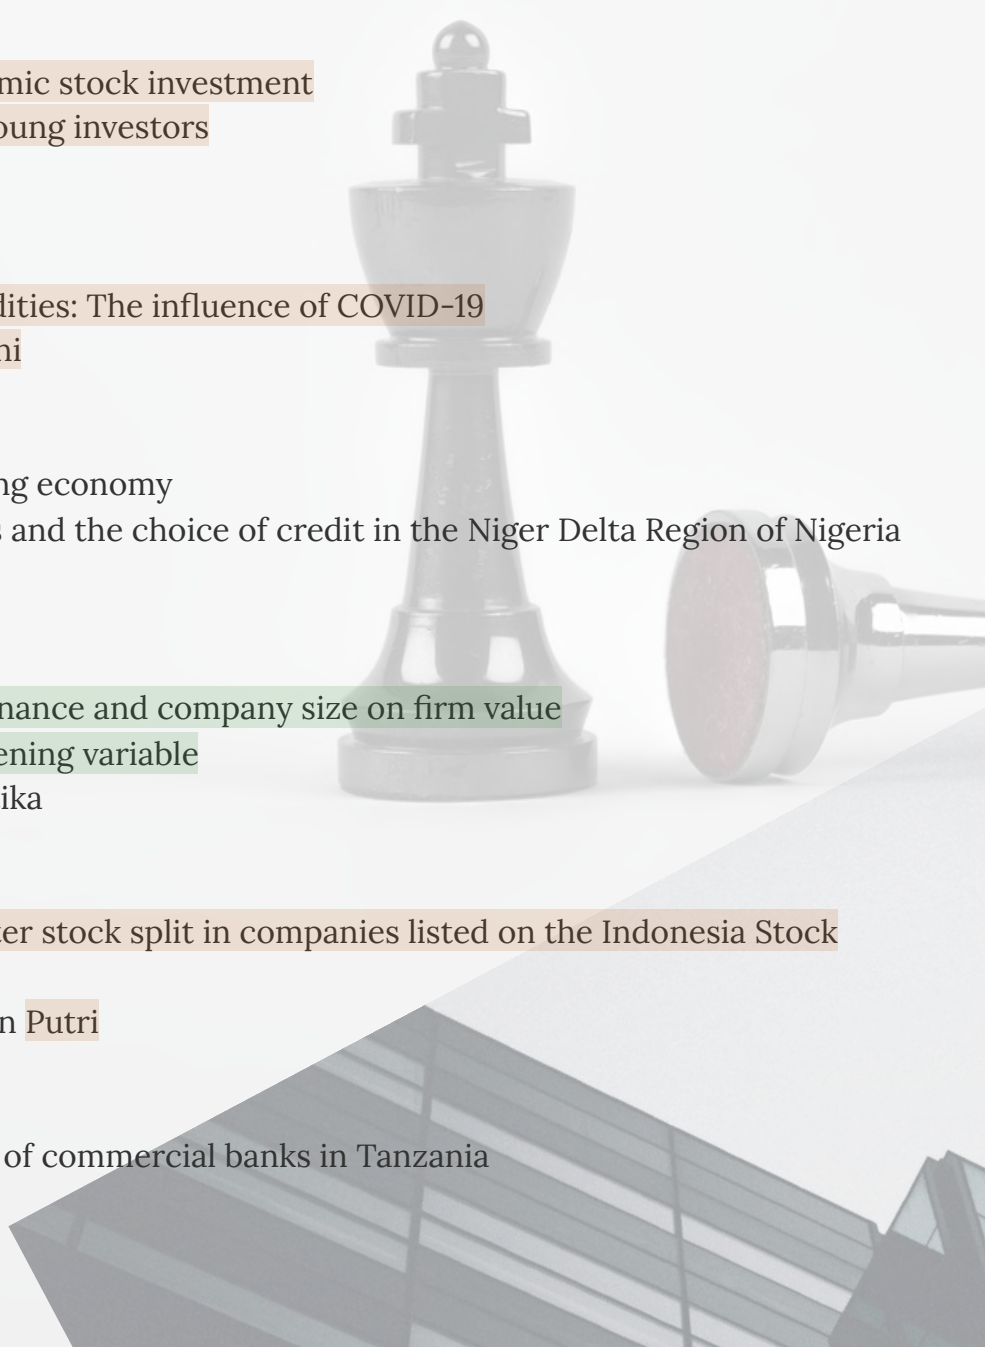 mic stock investment
oung investors
dities: The influence of COVID-19
ni
ng economy
s and the choice of credit in the Niger Delta Region of Nigeria
nance and company size on firm value
ening variable
ika
ter stock split in companies listed on the Indonesia Stock
n Putri
of commercial banks in Tanzania